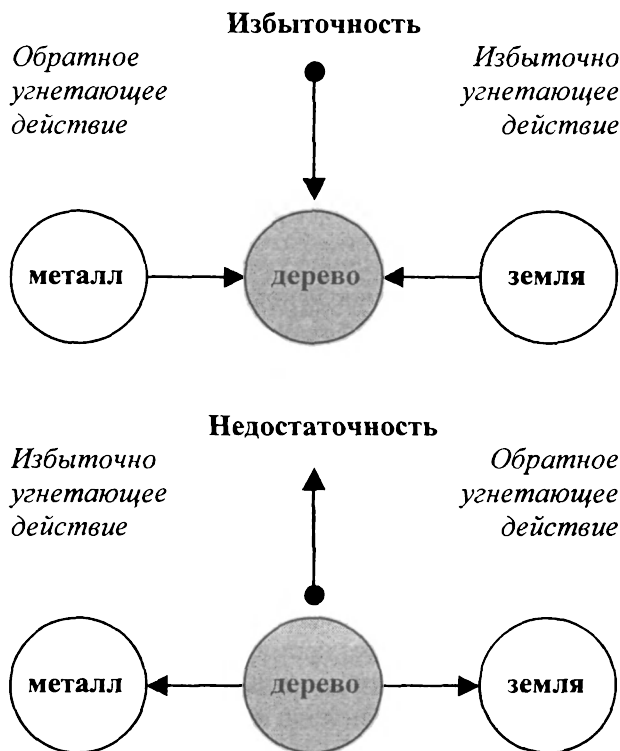 Избыточность
Обратное
угнетающее
действие
Избыточно
угнетающее
действие
металл
дерево
земля
Недостаточность
Избыточно
угнетающее
действие
Обратное
угнетающее
действие
металл
дерево
земля